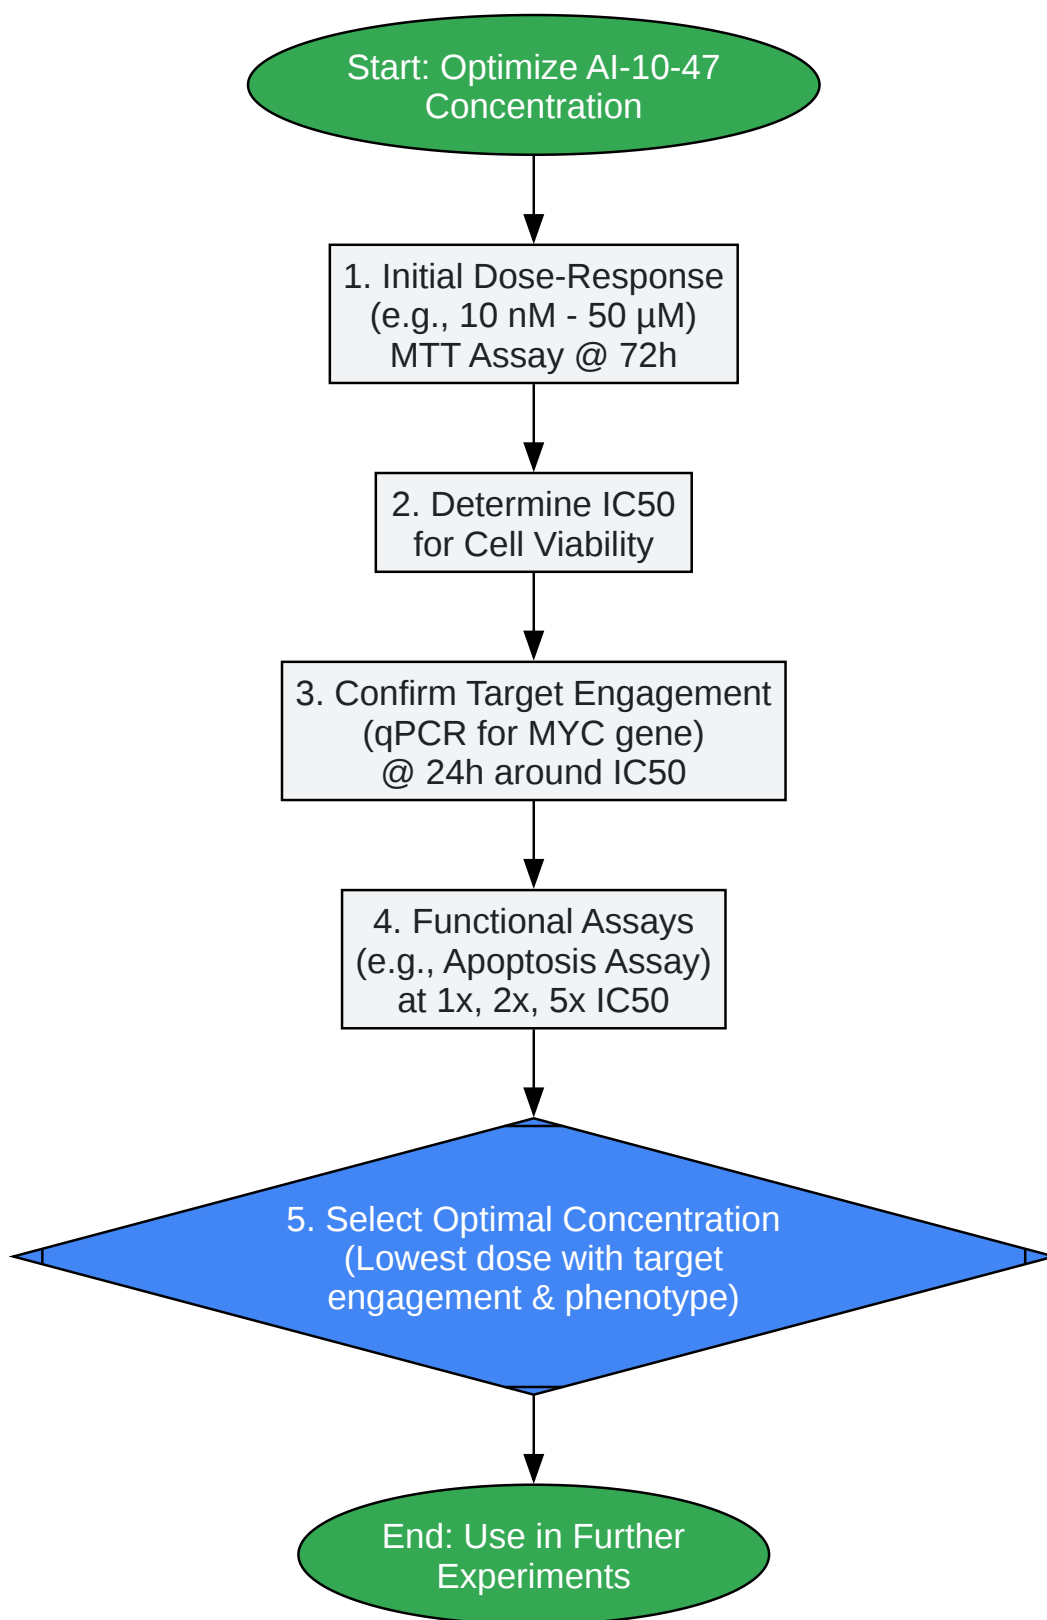 Start: Optimize AI-10-47
Concentration
1. Initial Dose-Response
(e.g., 10 nM - 50 µM)
MTT Assay @ 72h
2. Determine IC50
for Cell Viability
3. Confirm Target Engagement
(qPCR for MYC gene)
@ 24h around IC50
4. Functional Assays
(e.g., Apoptosis Assay)
at 1x, 2x, 5x IC50
5. Select Optimal Concentration
(Lowest dose with target
engagement & phenotype)
End: Use in Further
Experiments